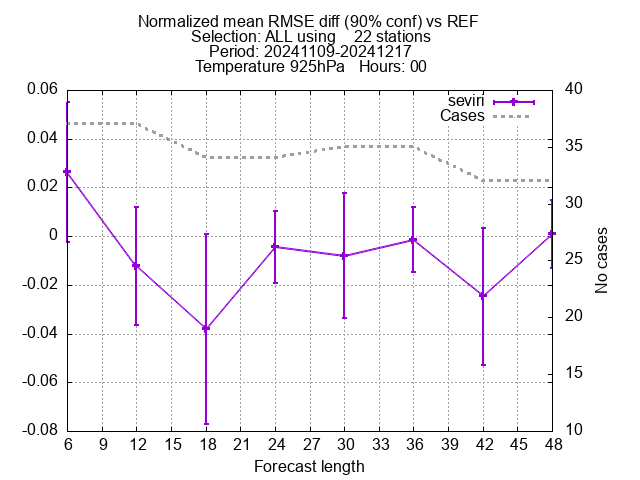 Normalized mean RMSE diff (90% conf) vs REF
Selection: ALL using    22 stations
Period: 20241109-20241217
Temperature 925hPa   Hours: 00
seviri
Cases
0.06
0.04
0.02
0
-0.02
-0.04
-0.06
-0.08
40
35
30
25
20
15
10
No cases
6 9 12 15 18 21 24 27 30 33 36 39 42 45 48
Forecast length